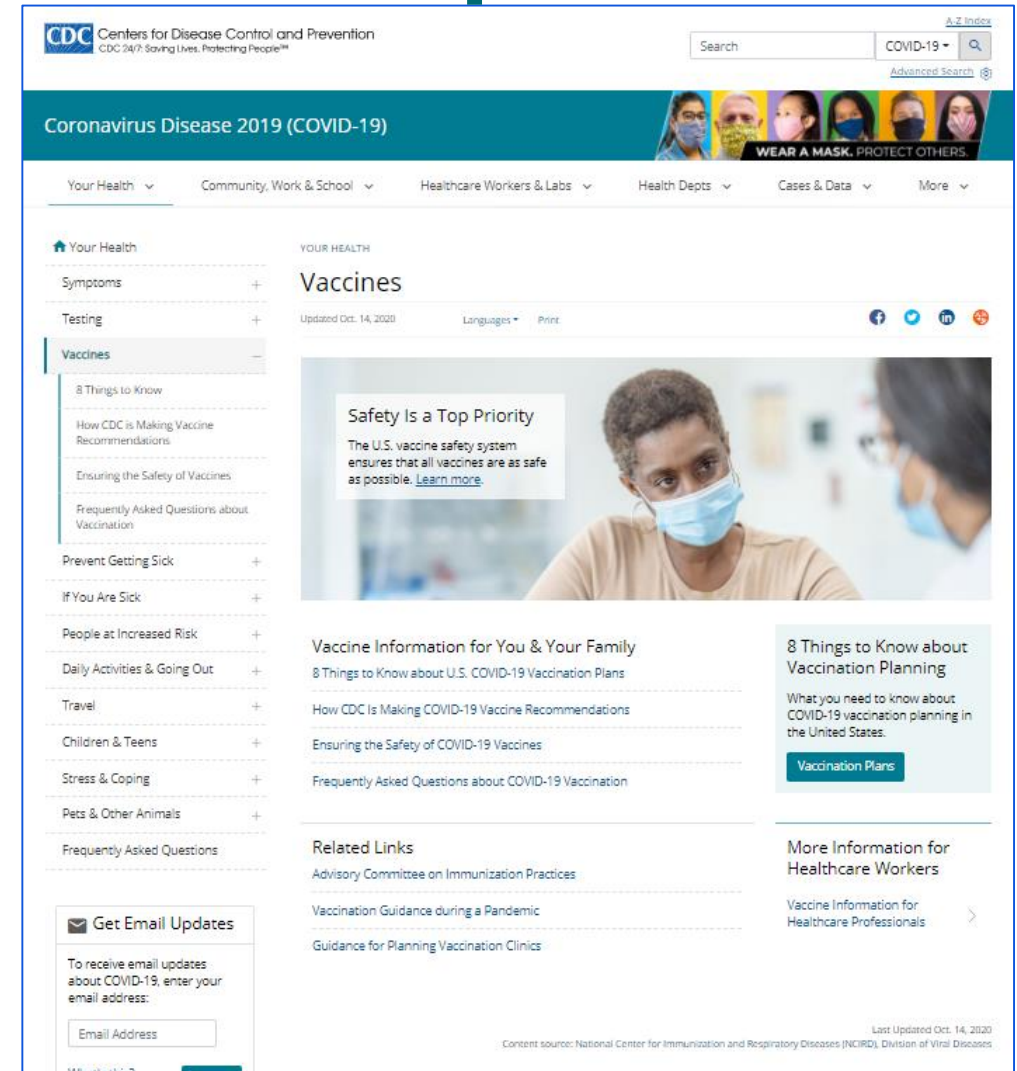 CDC Centers for Disease Control and Prevention
CDC 24/7: Saving Lives, Protecting People™
A-Z Index
Search
COVID-19
Advanced Search
Coronavirus Disease 2019 (COVID-19)
WEAR A MASK. PROTECT OTHERS.
Your Health
Community, Work & School
Healthcare Workers & Labs
Health Depts
Cases & Data
More
Your Health
Symptoms
Testing
Vaccines
8 Things to Know
How CDC is Making Vaccine
Recommendations
Ensuring the Safety of Vaccines
Frequently Asked Questions about
Vaccination
Prevent Getting Sick
If You Are Sick
People at Increased Risk
Daily Activities & Going Out
Travel
Children & Teens
Stress & Coping
Pets & Other Animals
Frequently Asked Questions
Get Email Updates
To receive email updates
about COVID-19, enter your
email address:
Email Address
YOUR HEALTH
Vaccines
Updated Oct. 14, 2020
Languages
Print
Safety Is a Top Priority
The U.S. vaccine safety system
ensures that all vaccines are as safe
as possible. Learn more.
Vaccine Information for You & Your Family
8 Things to Know about U.S. COVID-19 Vaccination Plans
How CDC Is Making COVID-19 Vaccine Recommendations
Ensuring the Safety of COVID-19 Vaccines
Frequently Asked Questions about COVID-19 Vaccination
8 Things to Know about
Vaccination Planning
What you need to know about
COVID-19 vaccination planning in
the United States.
Vaccination Plans
Related Links
Advisory Committee on Immunization Practices
Vaccination Guidance during a Pandemic
Guidance for Planning Vaccination Clinics
More Information for
Healthcare Workers
Vaccine Information for
Healthcare Professionals
Last Updated Oct. 14, 2020
Content source: National Center for Immunization and Respiratory Diseases (NCIRD), Division of Viral Diseases